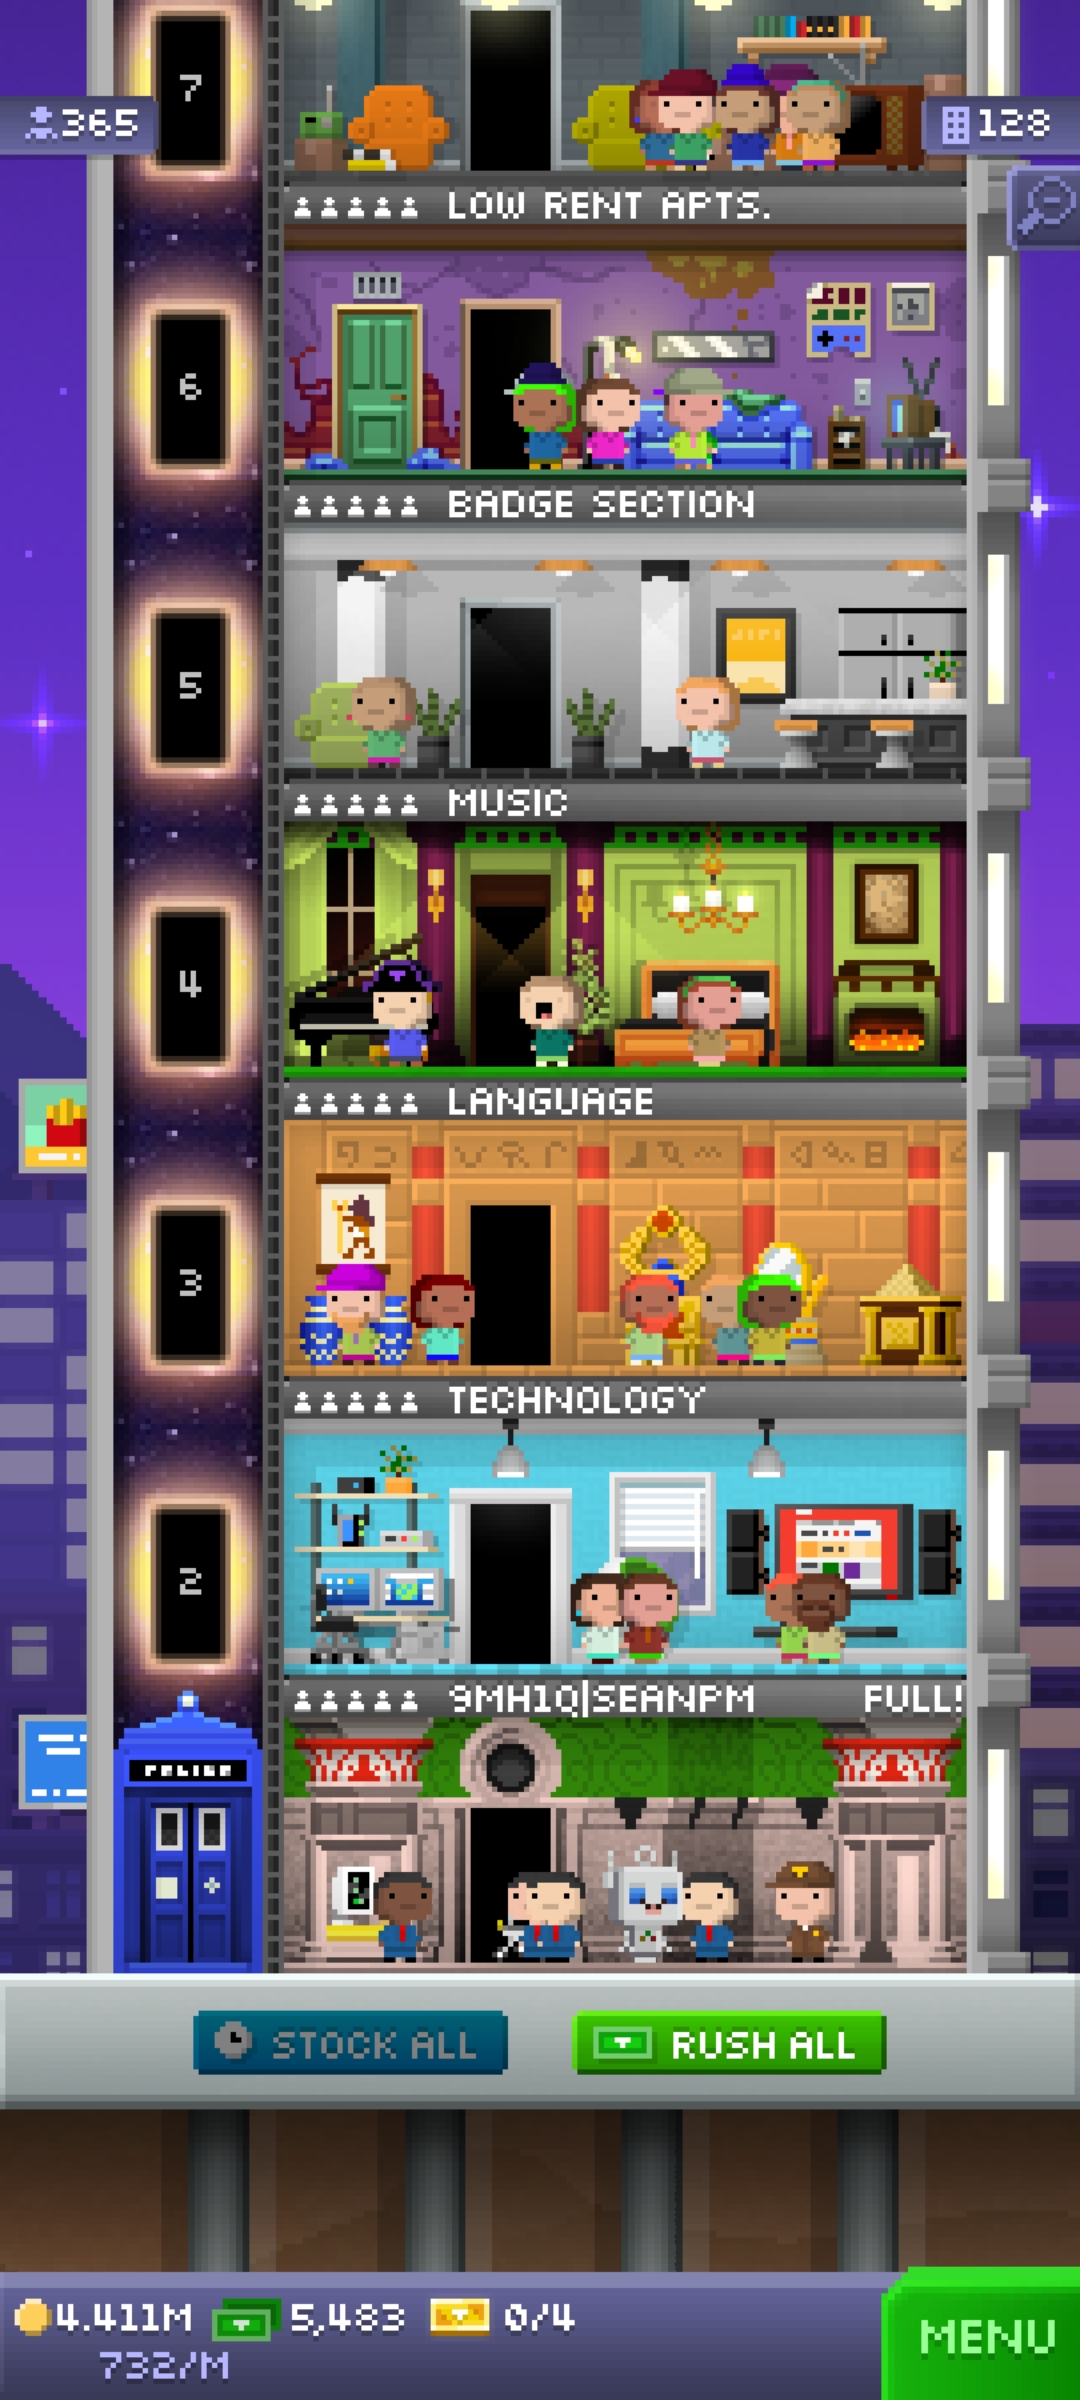 7
365
128
LOW RENT APTS.
6
BADGE SECTION
5
MUSIC
4
LANGUAGE
3
TECHNOLOGY
2
9MH1Q|SEANPM FULL!
POLICE
STOCK ALL
RUSH ALL
4.411M
5,483
0/4
732/M
MENU